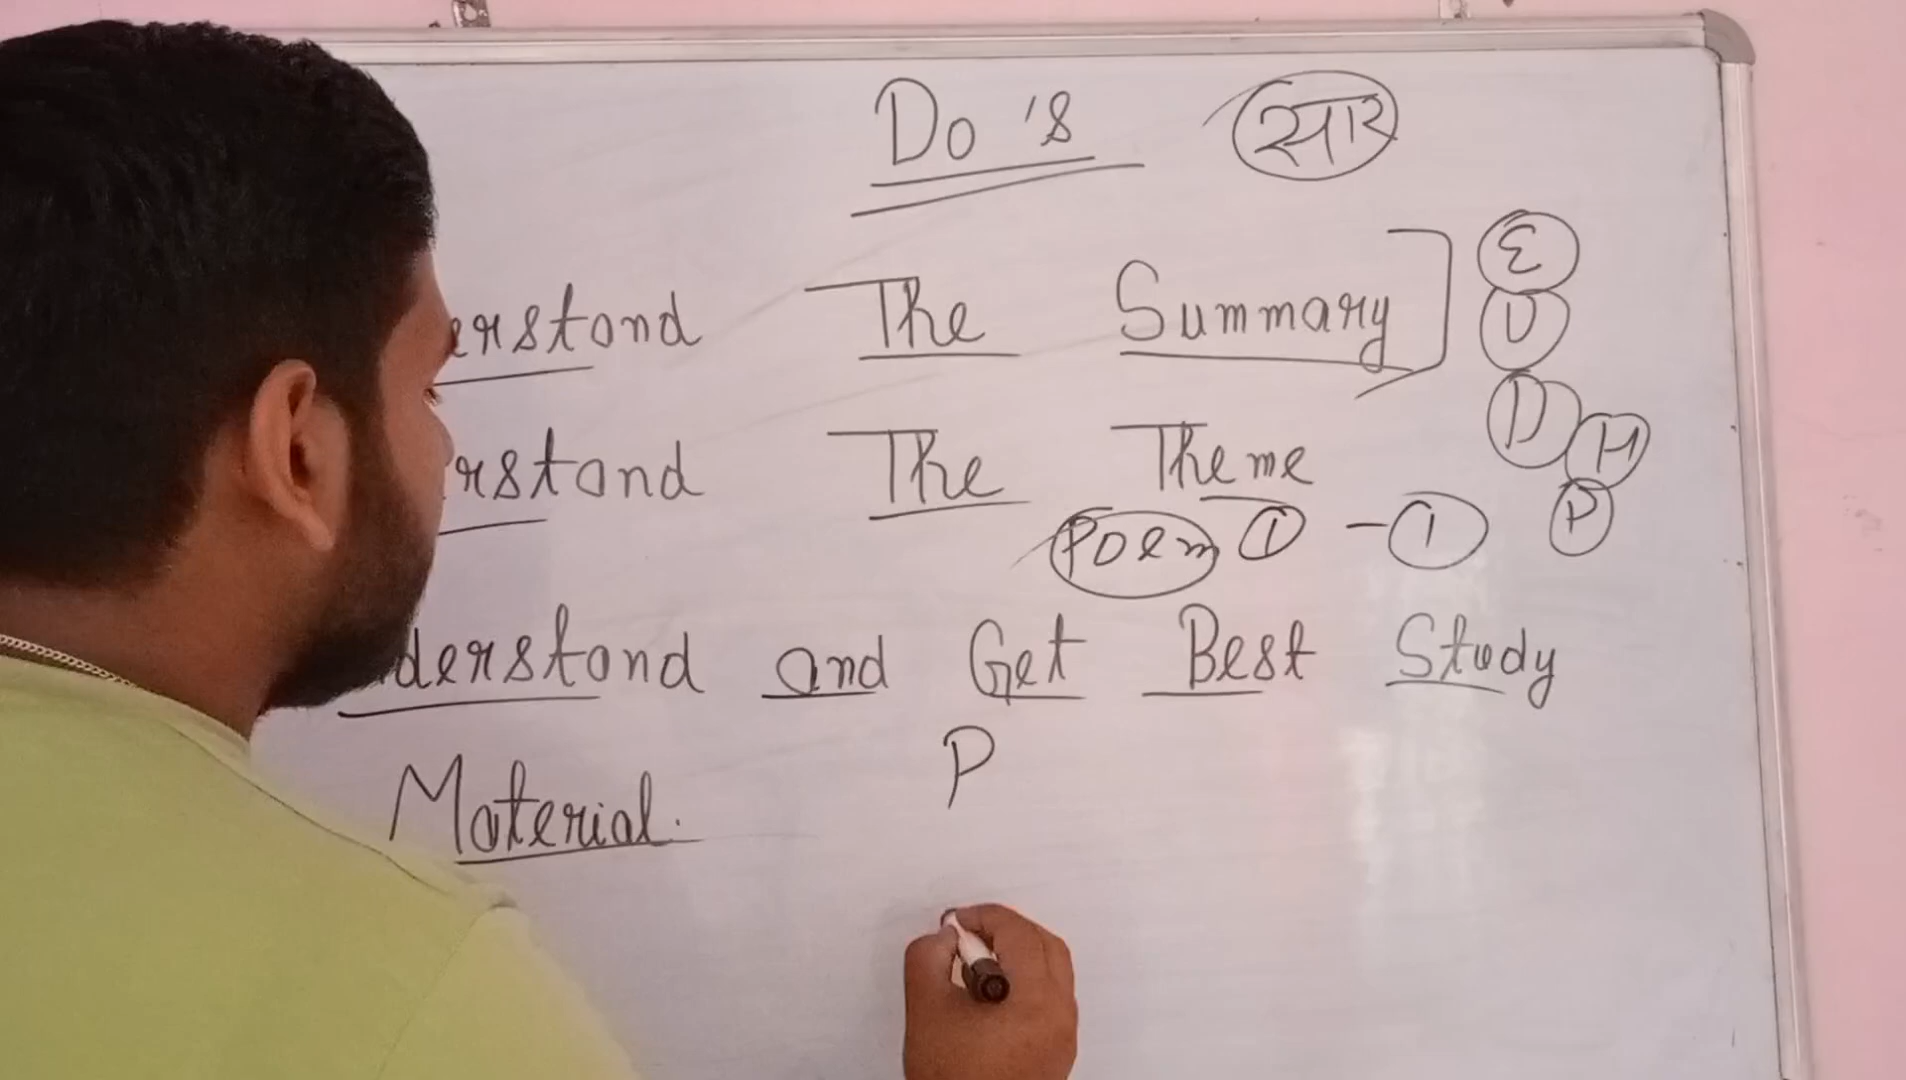 Do's सार
erstand The Summary E
U
rstand The Theme D H
Poem 1 - 1 P
derstand and Get Best Study
Material. P